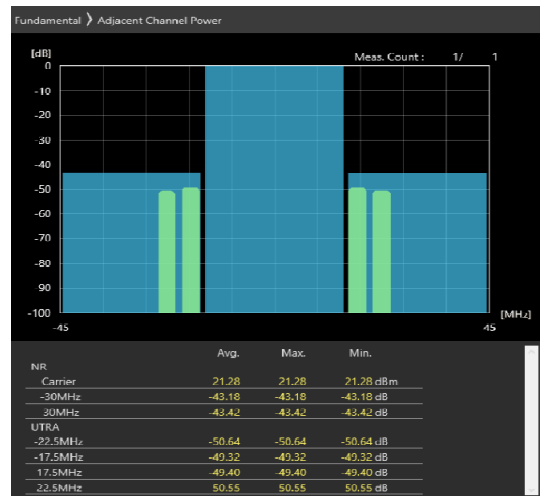 Fundamental ❯ Adjacent Channel Power
[dB]
Meas. Count : 1/ 1
0
-10
-20
-30
-40
-50
-60
-70
-80
90
-100
[MHz]
-45 45
Avg. Max. Min.
NR
Carrier 21.28 21.28 21.28 dBm
-30MHz -43.18 -43.18 -43.18 dB
30MHz -43.42 -43.42 -43.42 dB
UTRA
-22.5MHz -50.64 -50.64 -50.64 dB
-17.5MHz -49.32 -49.32 -49.32 dB
17.5MHz -49.40 -49.40 -49.40 dB
22.5MHz 50.55 50.55 50.55 dB